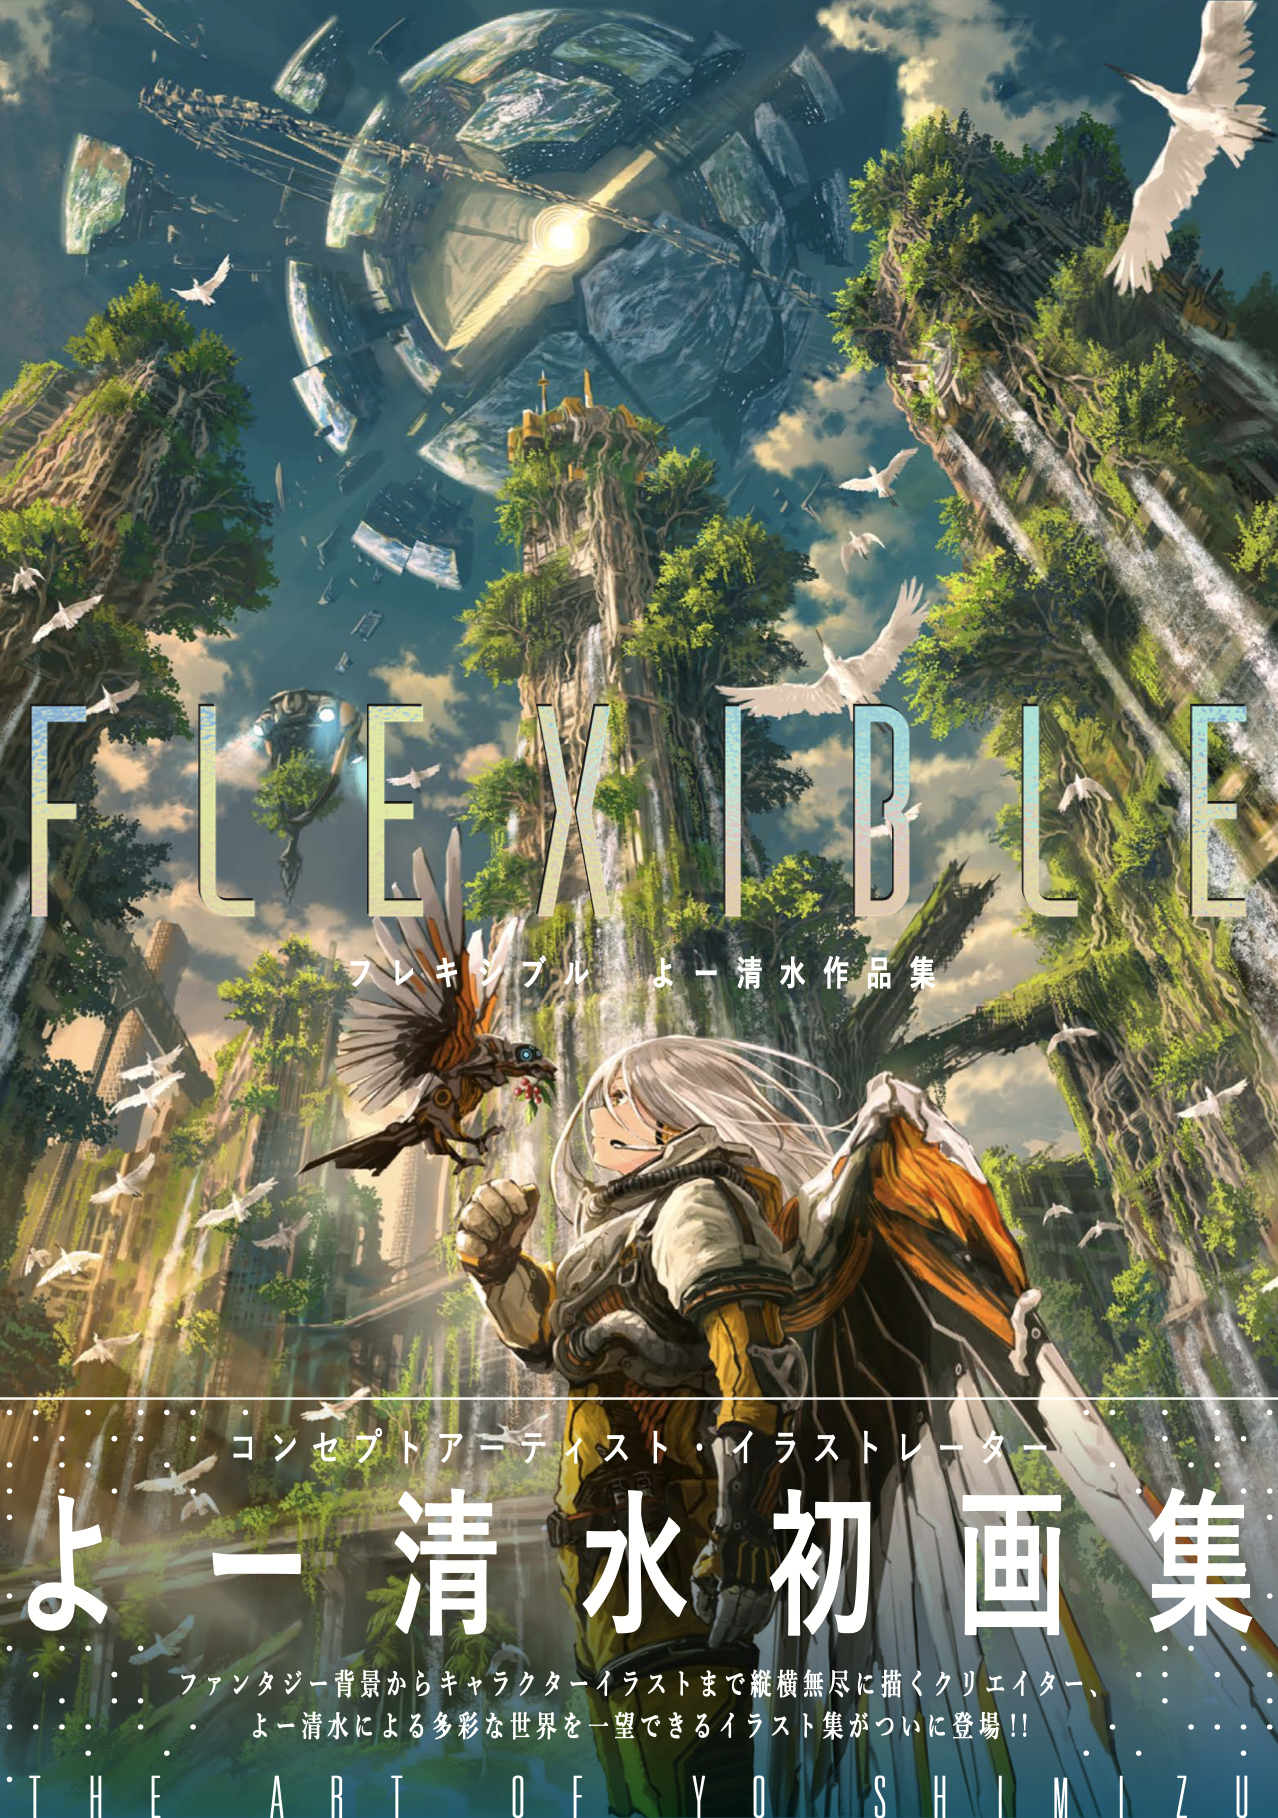 FLEXIBLE
フレキシブル よー清水作品集
コンセプトアーティスト・イラストレーター
よー清水初画集
ファンタジー背景からキャラクターイラストまで縦横無尽に描くクリエイター、
よー清水による多彩な世界を一望できるイラスト集がついに登場!!
THE ART OF YO SHIMIZU